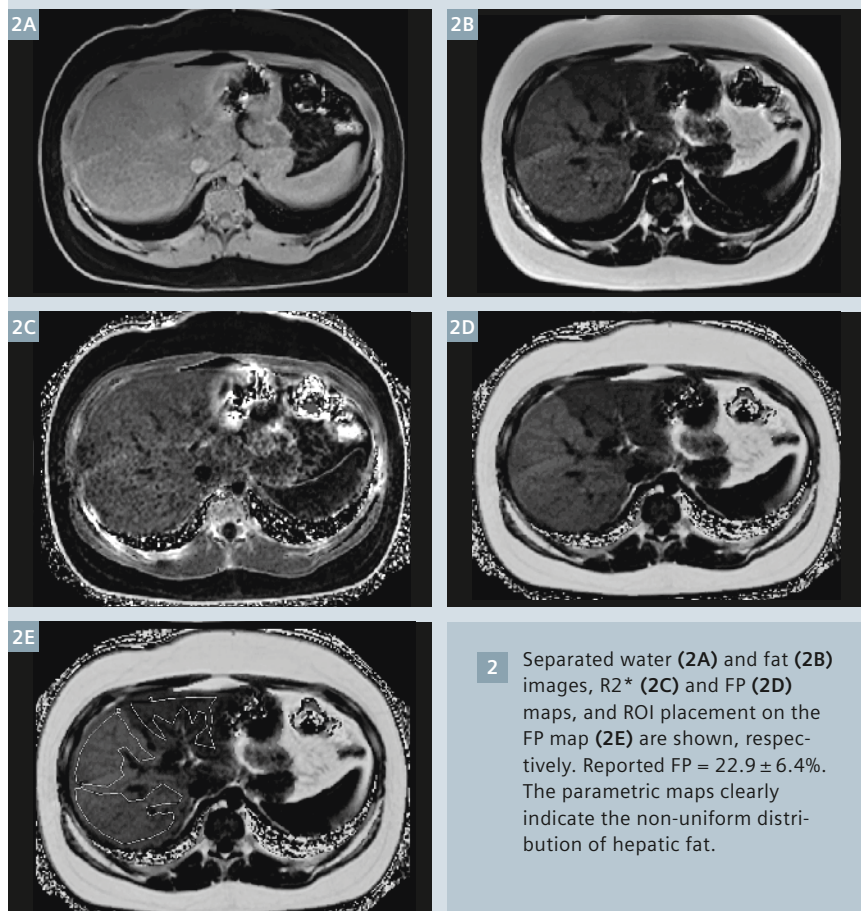 2A
2B
2C
2D
2E
2
Separated water (2A) and fat (2B)
images, R2* (2C) and FP (2D)
maps, and ROI placement on the
FP map (2E) are shown, respec-
tively. Reported FP = 22.9 ± 6.4%.
The parametric maps clearly
indicate the non-uniform distri-
bution of hepatic fat.